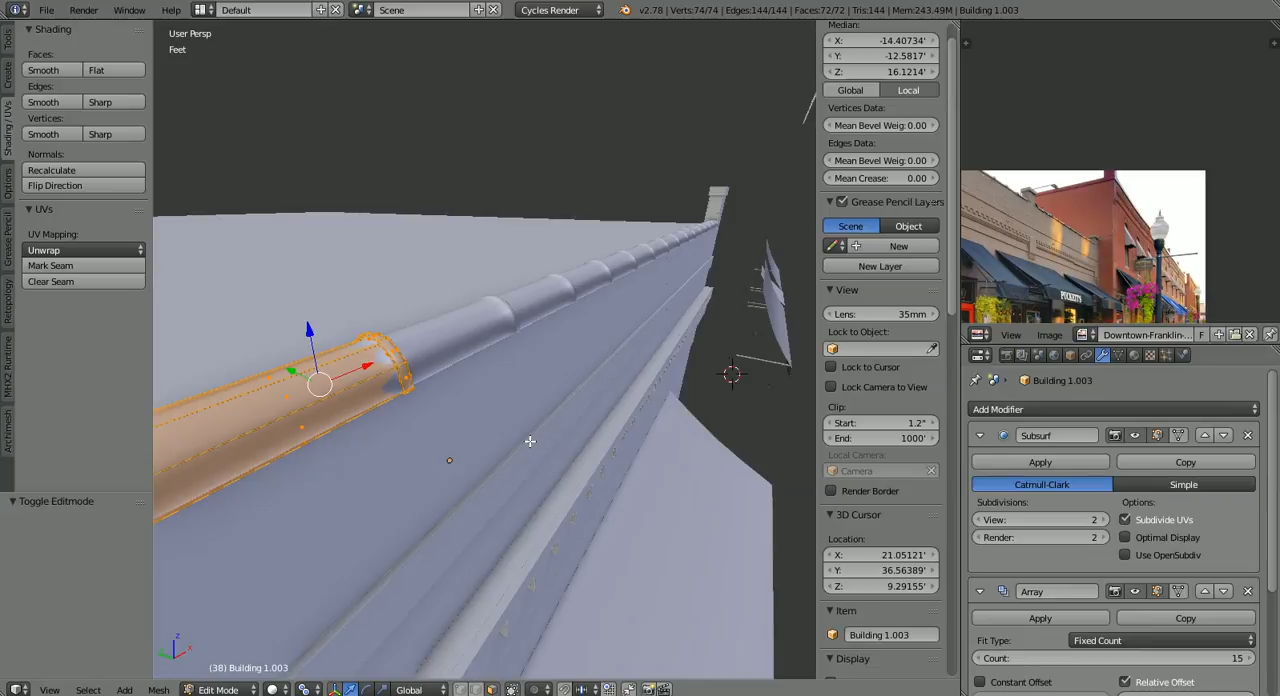 File Render Window Help
Default
Scene
Cycles Render
v2.78 | Verts:74/74 | Edges:144/144 | Faces:72/72 | Tris:144 | Mem:243.49M | Building 1.003
Tools
Create
Shading / UVs
Options
Grease Pencil
Retopology
MHX2 Runtime
Archimesh
Shading
Faces:
Smooth Flat
Edges:
Smooth Sharp
Vertices:
Smooth Sharp
Normals:
Recalculate
Flip Direction
UVs
UV Mapping:
Unwrap
Mark Seam
Clear Seam
Toggle Editmode
User Persp
Feet
(38) Building 1.003
View Select Add Mesh Edit Mode Global
Median:
X: -14.40734'
Y: -12.5817'
Z: 16.1214'
Global Local
Vertices Data:
Mean Bevel Weig: 0.00
Edges Data:
Mean Bevel Weig: 0.00
Mean Crease: 0.00
Grease Pencil Layers
Scene Object
New
New Layer
View
Lens: 35mm
Lock to Object:
Lock to Cursor
Lock Camera to View
Clip:
Start: 1.2"
End: 1000'
Local Camera:
Camera
Render Border
3D Cursor
Location:
X: 21.05121'
Y: 36.56389'
Z: 9.29155'
Item
Building 1.003
Display
View Image Downtown-Franklin-... F
Building 1.003
Add Modifier
Subsurf
Apply Copy
Catmull-Clark Simple
Subdivisions: Options:
View: 2 Subdivide UVs
Render: 2 Optimal Display
Use OpenSubdiv
Array
Apply Copy
Fit Type: Fixed Count
Count: 15
Constant Offset Relative Offset